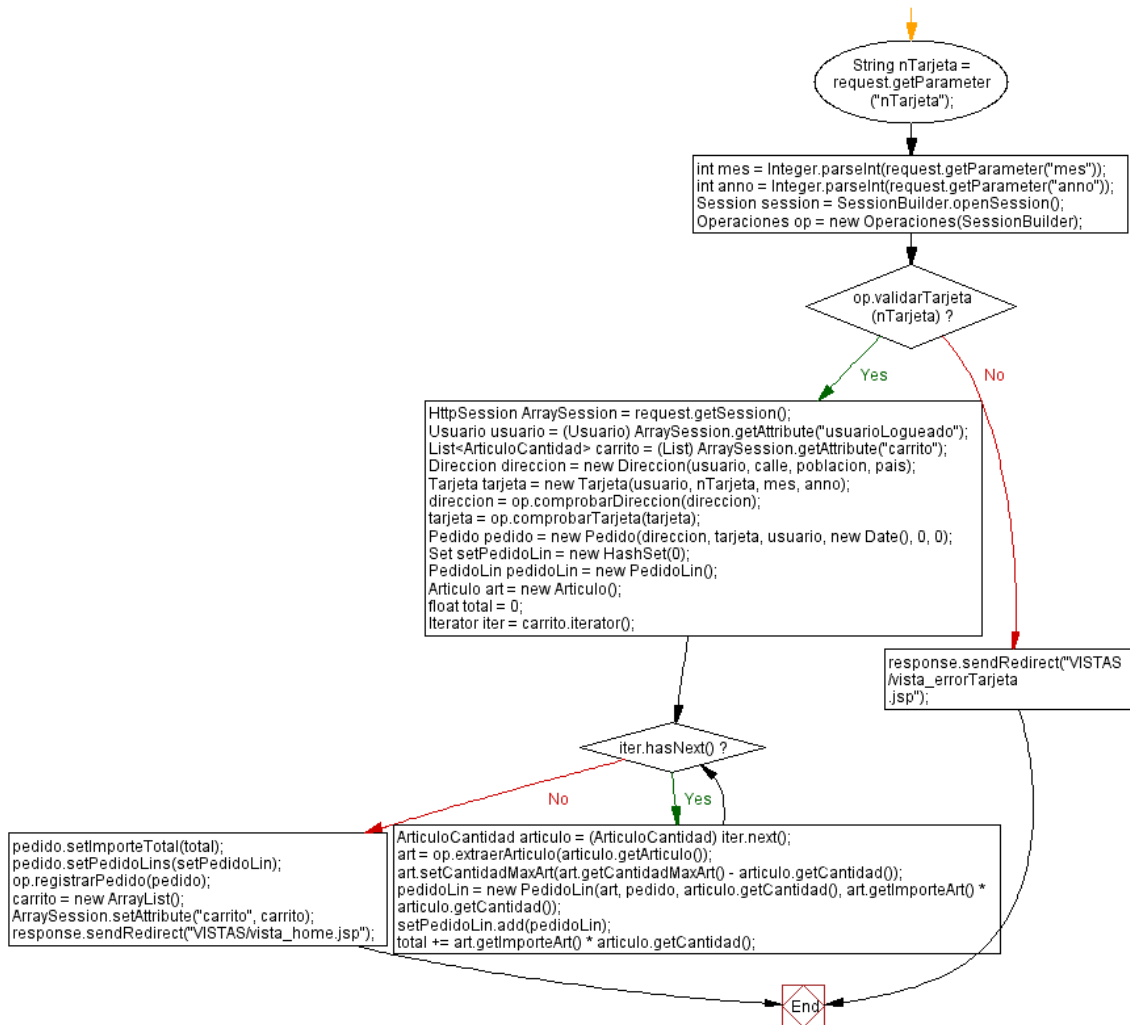 String nTarjeta =
request.getParameter
("nTarjeta");
int mes = Integer.parseInt(request.getParameter("mes"));
int anno = Integer.parseInt(request.getParameter("anno"));
Session session = SessionBuilder.openSession();
Operaciones op = new Operaciones(SessionBuilder);
op.validarTarjeta
(nTarjeta) ?
Yes
No
HttpSession ArraySession = request.getSession();
Usuario usuario = (Usuario) ArraySession.getAttribute("usuarioLogueado");
List<ArticuloCantidad> carrito = (List) ArraySession.getAttribute("carrito");
Direccion direccion = new Direccion(usuario, calle, poblacion, pais);
Tarjeta tarjeta = new Tarjeta(usuario, nTarjeta, mes, anno);
direccion = op.comprobarDireccion(direccion);
tarjeta = op.comprobarTarjeta(tarjeta);
Pedido pedido = new Pedido(direccion, tarjeta, usuario, new Date(), 0, 0);
Set setPedidoLin = new HashSet(0);
PedidoLin pedidoLin = new PedidoLin();
Articulo art = new Articulo();
float total = 0;
Iterator iter = carrito.iterator();
response.sendRedirect("VISTAS
/vista_errorTarjeta
.jsp");
iter.hasNext() ?
No
Yes
pedido.setImporteTotal(total);
pedido.setPedidoLins(setPedidoLin);
op.registrarPedido(pedido);
carrito = new ArrayList();
ArraySession.setAttribute("carrito", carrito);
response.sendRedirect("VISTAS/vista_home.jsp");
ArticuloCantidad articulo = (ArticuloCantidad) iter.next();
art = op.extraerArticulo(articulo.getArticulo());
art.setCantidadMaxArt(art.getCantidadMaxArt() - articulo.getCantidad());
pedidoLin = new PedidoLin(art, pedido, articulo.getCantidad(), art.getImporteArt() *
articulo.getCantidad());
setPedidoLin.add(pedidoLin);
total += art.getImporteArt() * articulo.getCantidad();
End